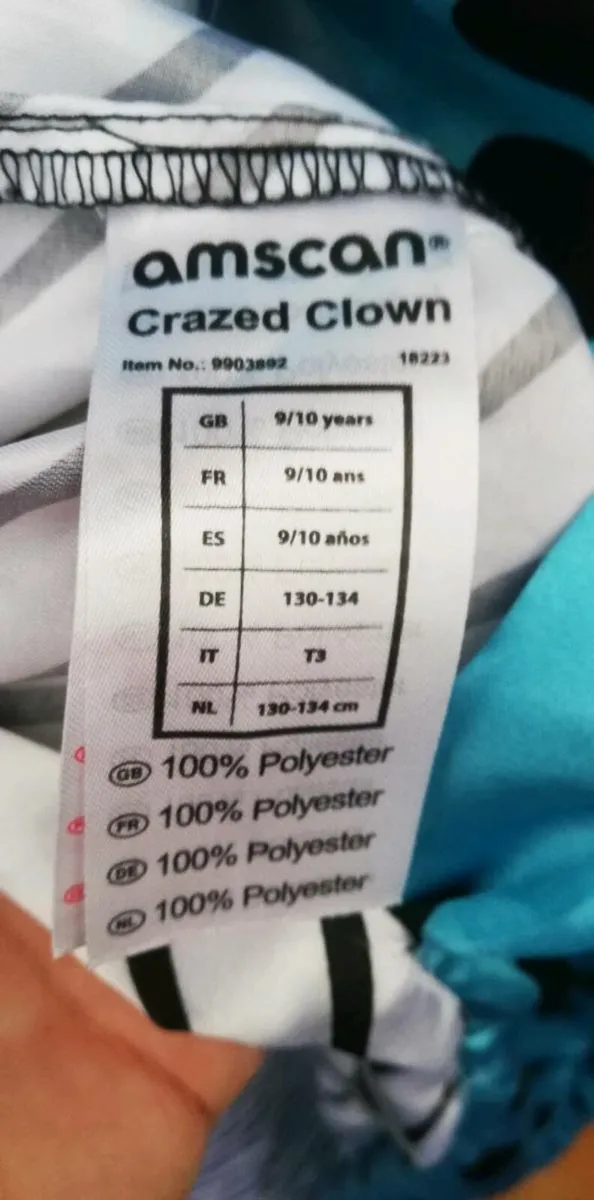 amscan®
Crazed Clown
Item No.: 9903892 18223
GB 9/10 years
FR 9/10 ans
ES 9/10 años
DE 130-134
IT T3
NL 130-134 cm
GB 100% Polyester
FR 100% Polyester
DE 100% Polyester
NL 100% Polyester